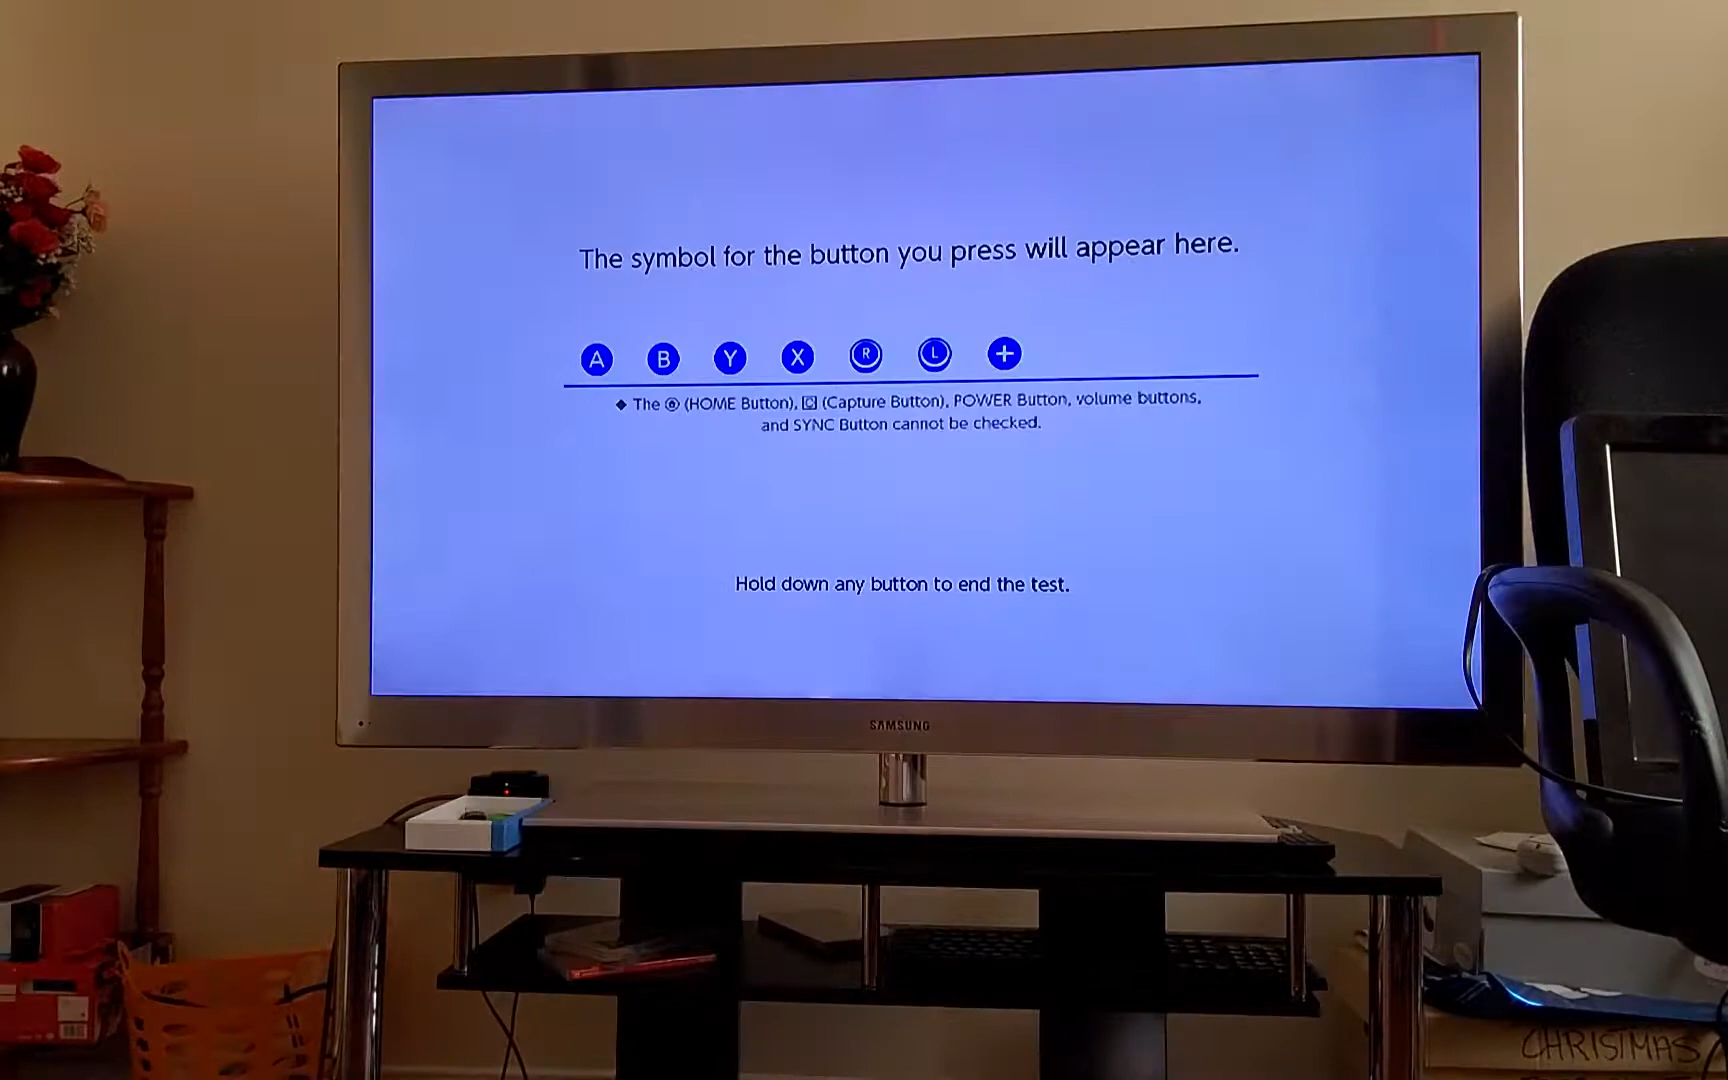 The symbol for the button you press will appear here.
A B Y X R L +
◆ The (HOME Button), (Capture Button), POWER Button, volume buttons,
and SYNC Button cannot be checked.
Hold down any button to end the test.
SAMSUNG
CHRISTMAS